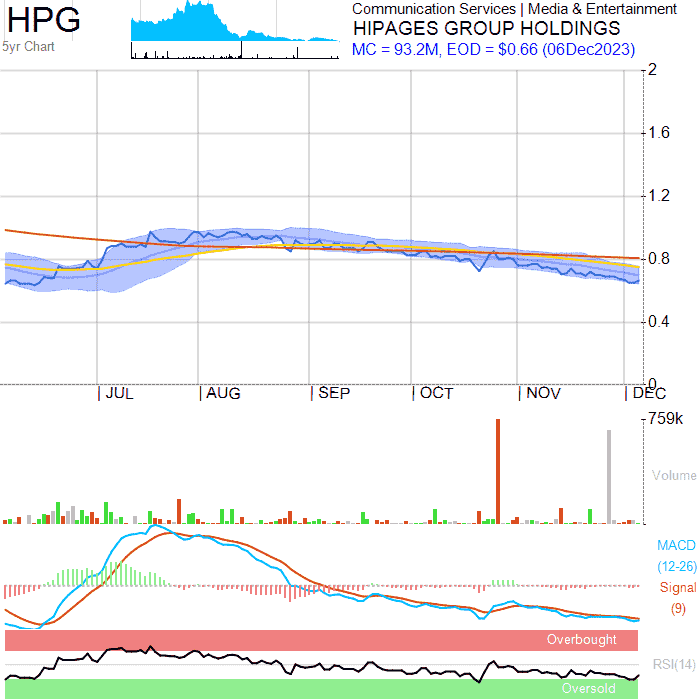 HPG
5yr Chart
Communication Services | Media & Entertainment
HIPAGES GROUP HOLDINGS
MC = 93.2M, EOD = $0.66 (06Dec2023)
2
1.6
1.2
0.8
0.4
0
JUL AUG SEP OCT NOV DEC
759k
Volume
MACD
(12-26)
Signal
(9)
Overbought
RSI(14)
Oversold